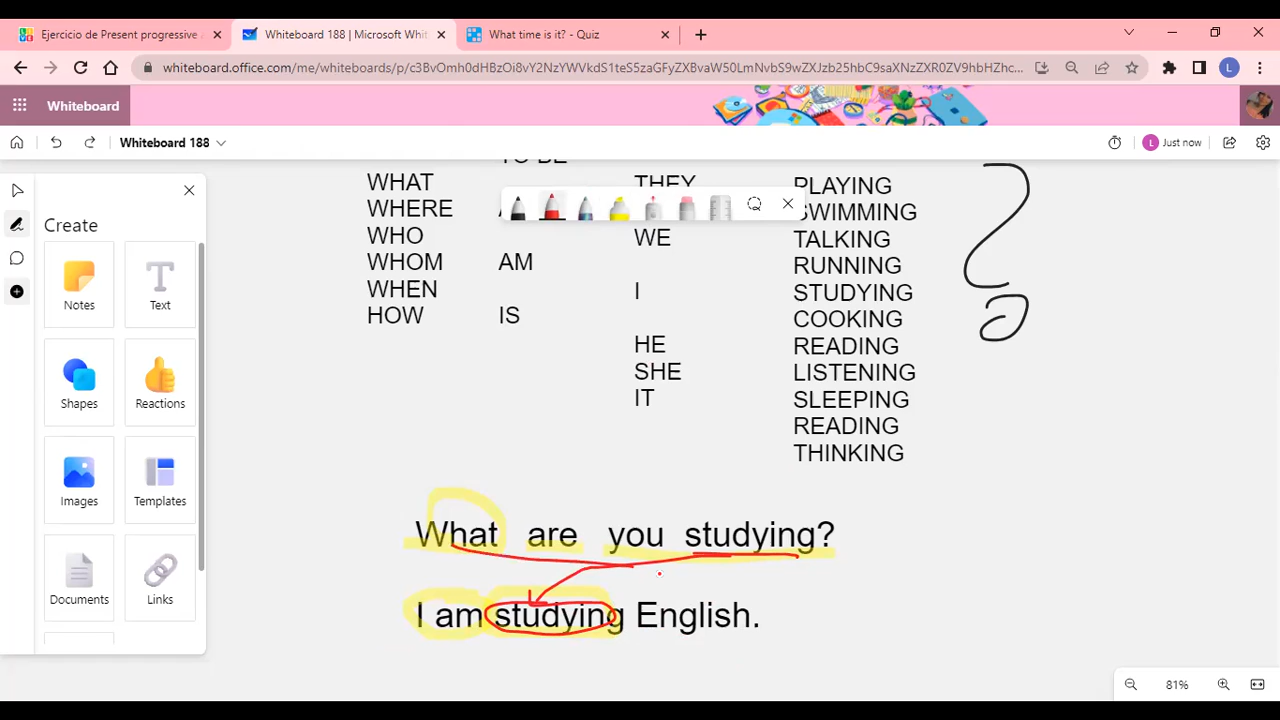 Ejercicio de Present progressive
Whiteboard 188 | Microsoft Whit
What time is it? - Quiz
whiteboard.office.com/me/whiteboards/p/
Whiteboard
Whiteboard 188
L Just now
Create
Notes
Text
Shapes
Reactions
Images
Templates
Documents
Links
TO BE
WHAT THEY PLAYING
WHERE SWIMMING
WHO WE TALKING
WHOM AM RUNNING
WHEN I STUDYING
HOW IS COOKING
HE READING
SHE LISTENING
IT SLEEPING
READING
THINKING
What are you studying?
I am studying English.
81%